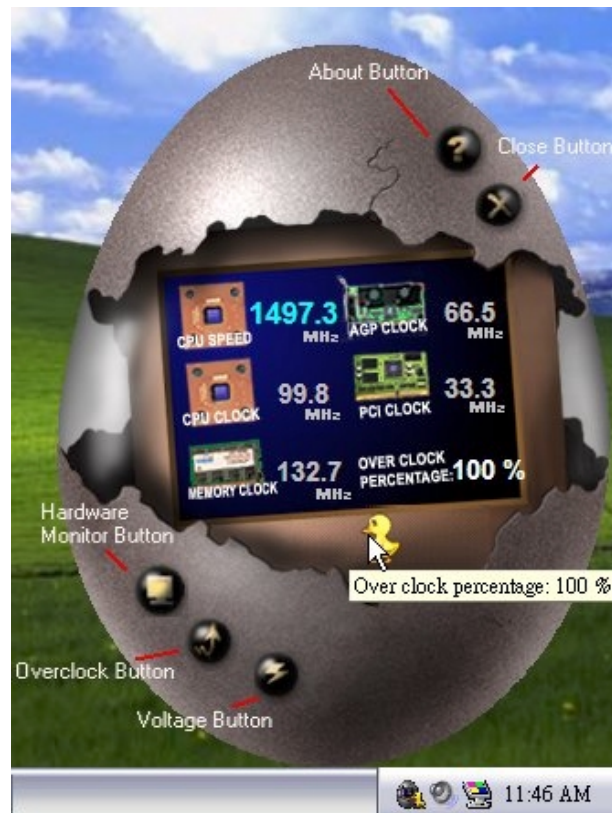 About Button
Close Button
CPU SPEED
1497.3
MHz
AGP CLOCK
66.5
MHz
CPU CLOCK
99.8
MHz
PCI CLOCK
33.3
MHz
MEMORY CLOCK
132.7
MHz
OVER CLOCK
PERCENTAGE:
100 %
Hardware
Monitor Button
Over clock percentage: 100 %
Overclock Button
Voltage Button
11:46 AM